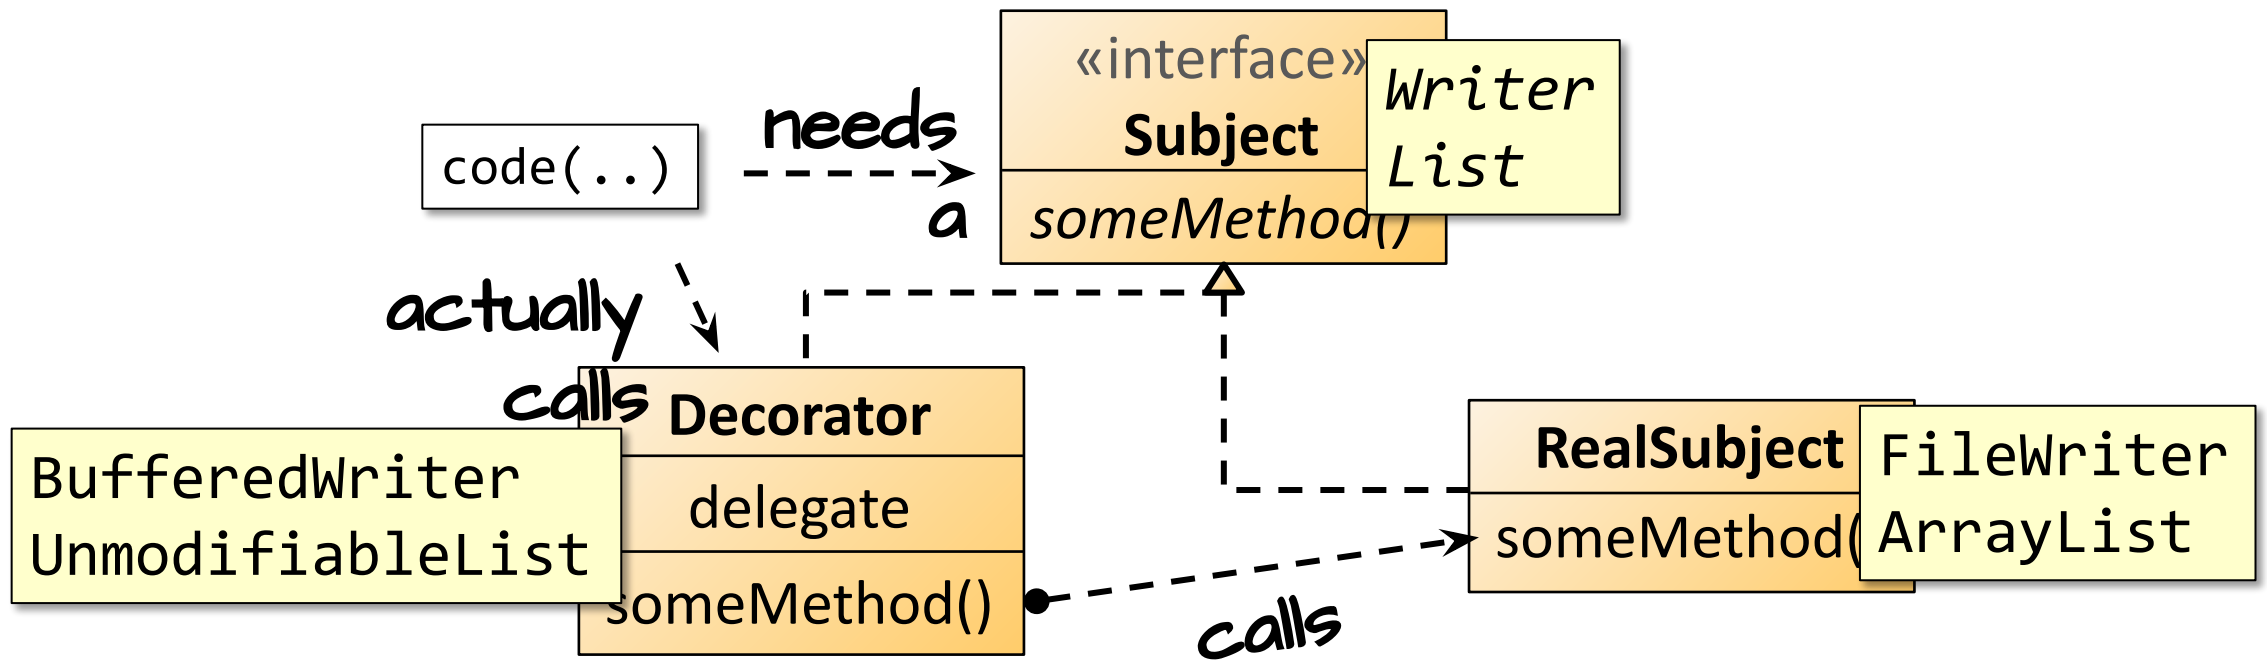 «interface»
Subject
someMethod()
Writer
List
needs
a
code(..)
actually
calls
Decorator
delegate
someMethod()
BufferedWriter
UnmodifiableList
RealSubject
someMethod(
FileWriter
ArrayList
calls